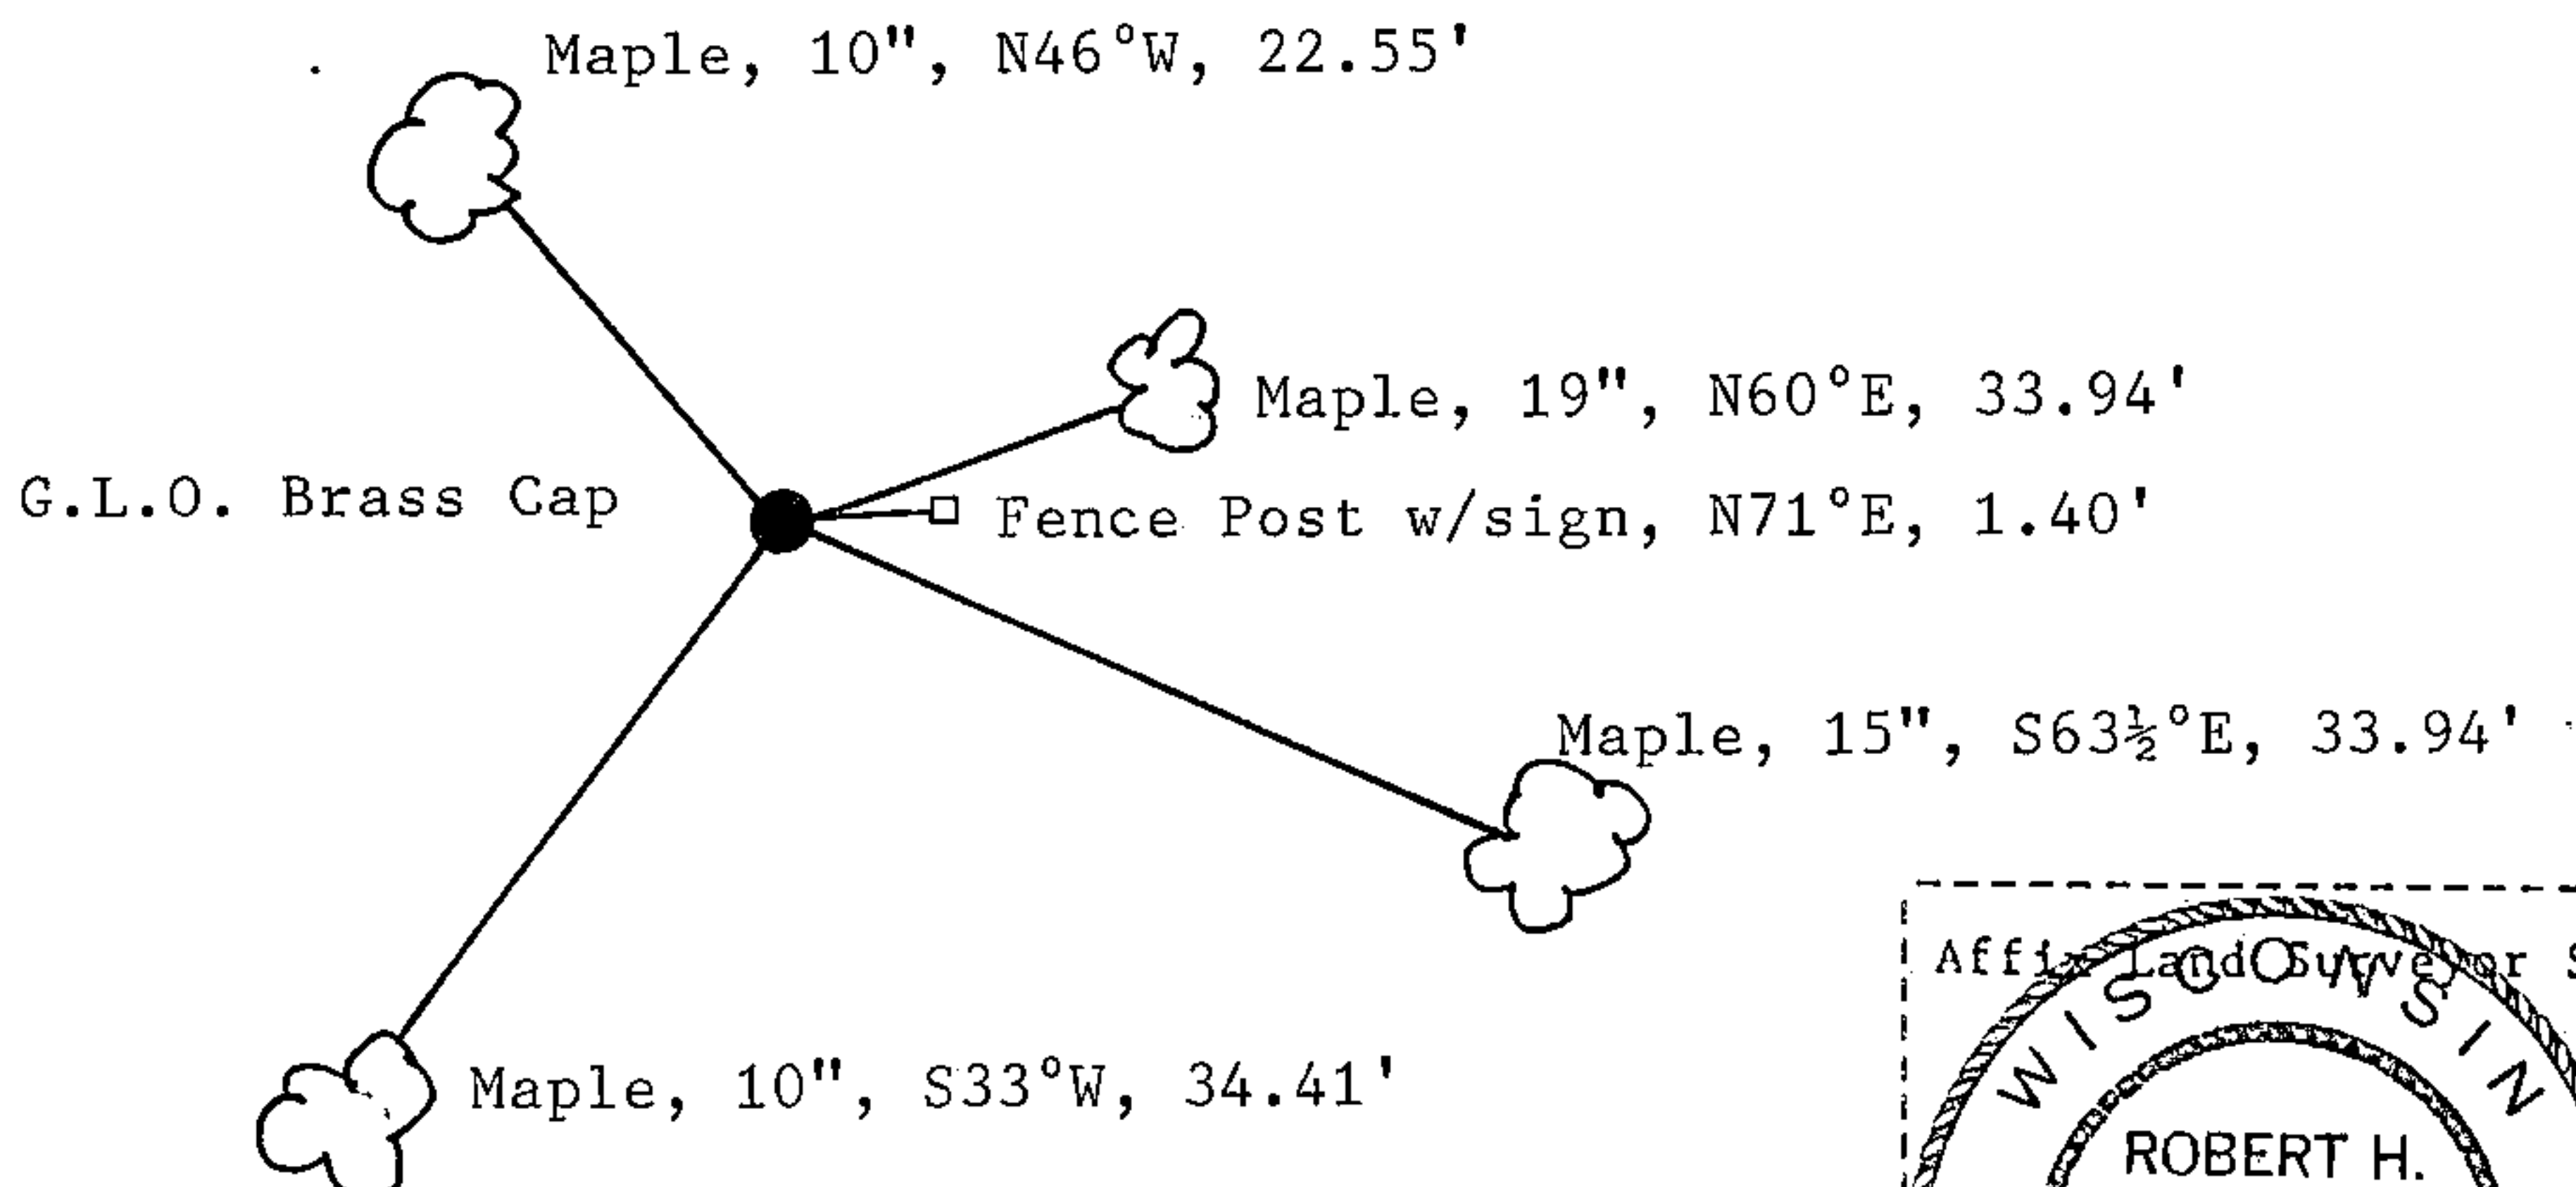 Maple, 10", N46°W, 22.55'
Maple, 19", N60°E, 33.94'
G.L.O. Brass Cap
Fence Post w/sign, N71°E, 1.40'
Maple, 15", S63½°E, 33.94'
Affix Land Surveyor S
WISCONSIN
Maple, 10", S33°W, 34.41'
ROBERT H.